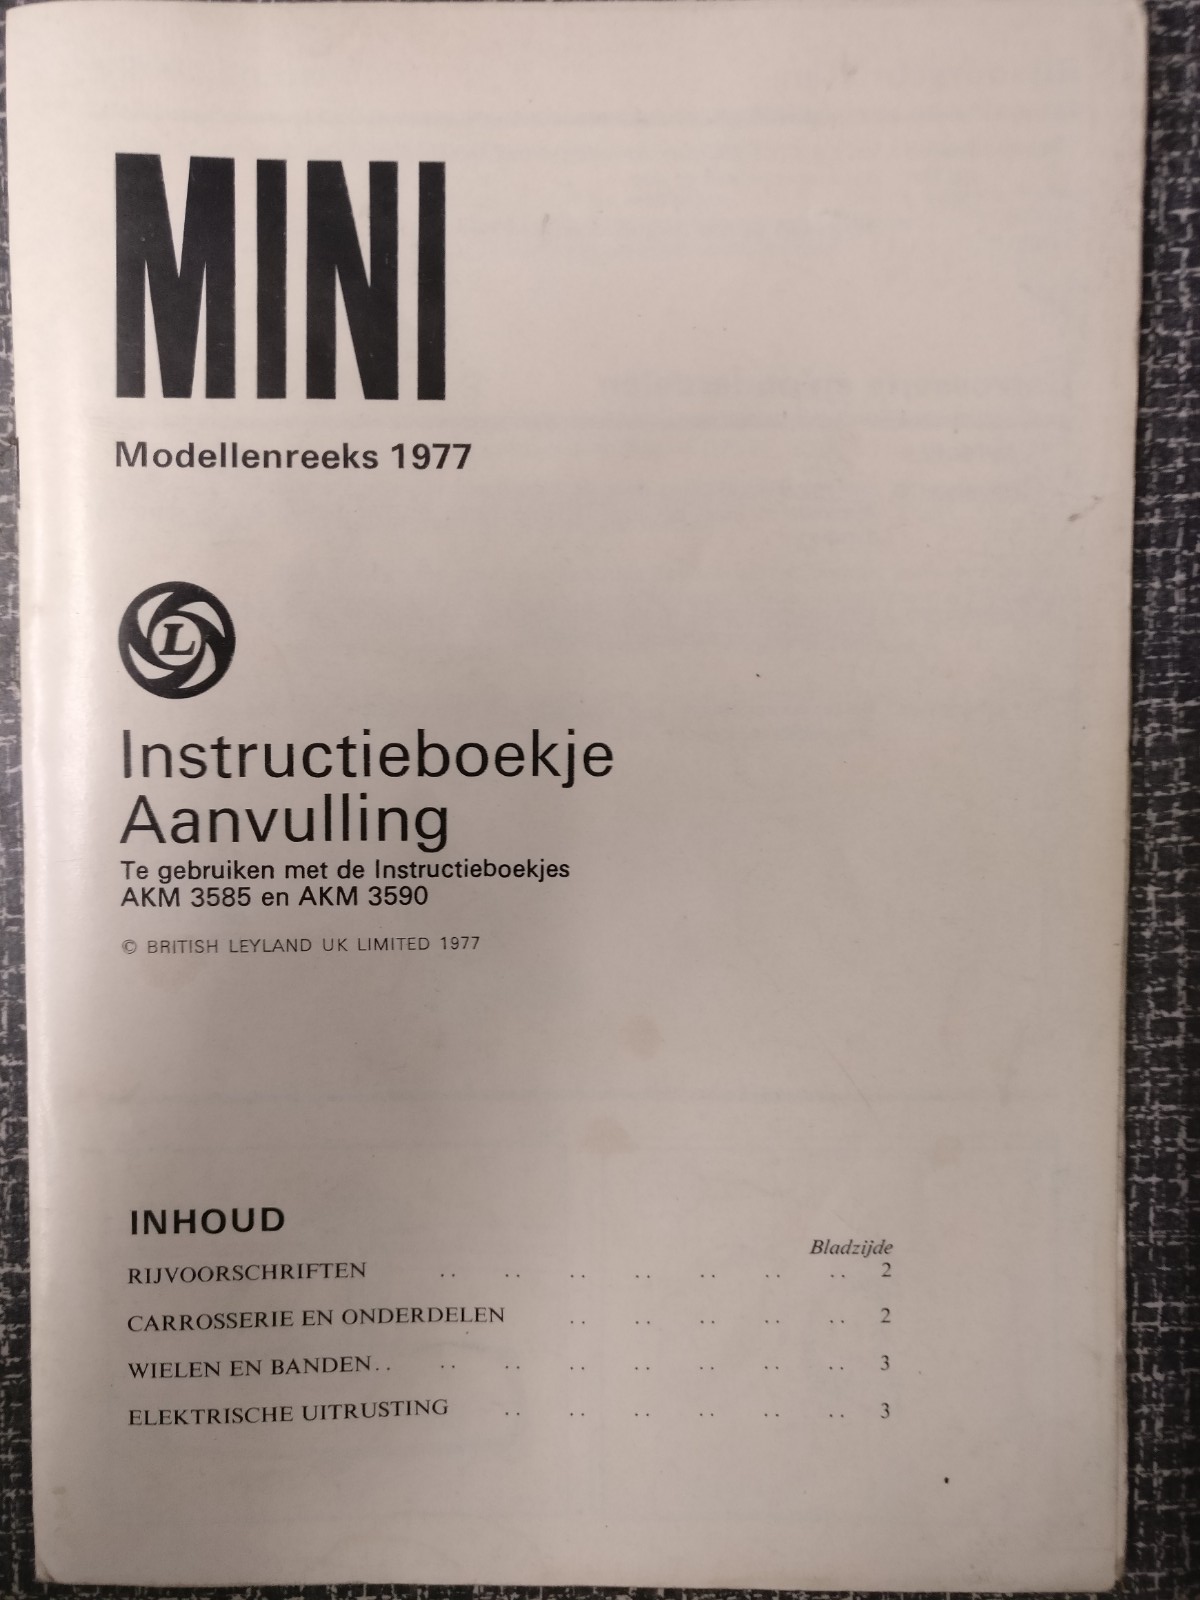 MINI
Modellenreeks 1977
L
Instructieboekje
Aanvulling
Te gebruiken met de Instructieboekjes
AKM 3585 en AKM 3590
© BRITISH LEYLAND UK LIMITED 1977
INHOUD
Bladzijde
RIJVOORSCHRIFTEN .. .. .. .. .. .. .. 2
CARROSSERIE EN ONDERDELEN .. .. .. .. .. 2
WIELEN EN BANDEN.. .. .. .. .. .. .. .. 3
ELEKTRISCHE UITRUSTING .. .. .. .. .. .. 3